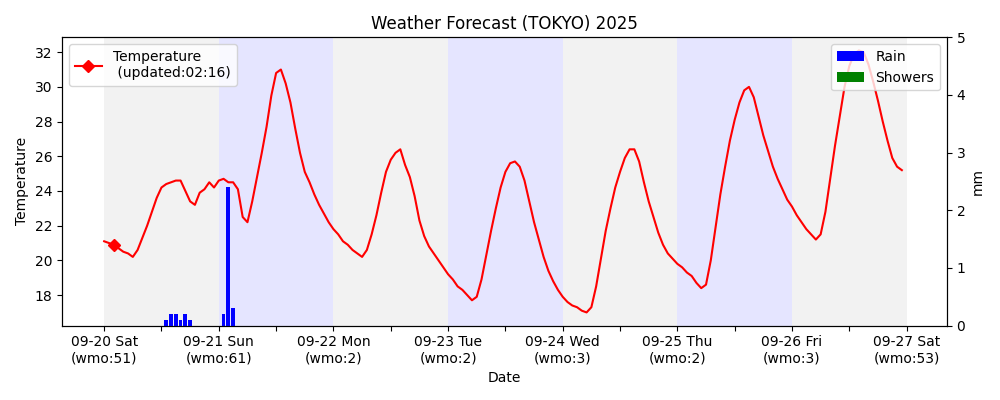 Weather Forecast (TOKYO) 2025
Temperature
(updated:02:16)
Rain
Showers
32
30
28
26
24
22
20
18
Temperature
5
4
3
2
1
0
mm
09-20 Sat
(wmo:51)
09-21 Sun
(wmo:61)
09-22 Mon
(wmo:2)
09-23 Tue
(wmo:2)
09-24 Wed
(wmo:3)
09-25 Thu
(wmo:2)
09-26 Fri
(wmo:3)
09-27 Sat
(wmo:53)
Date